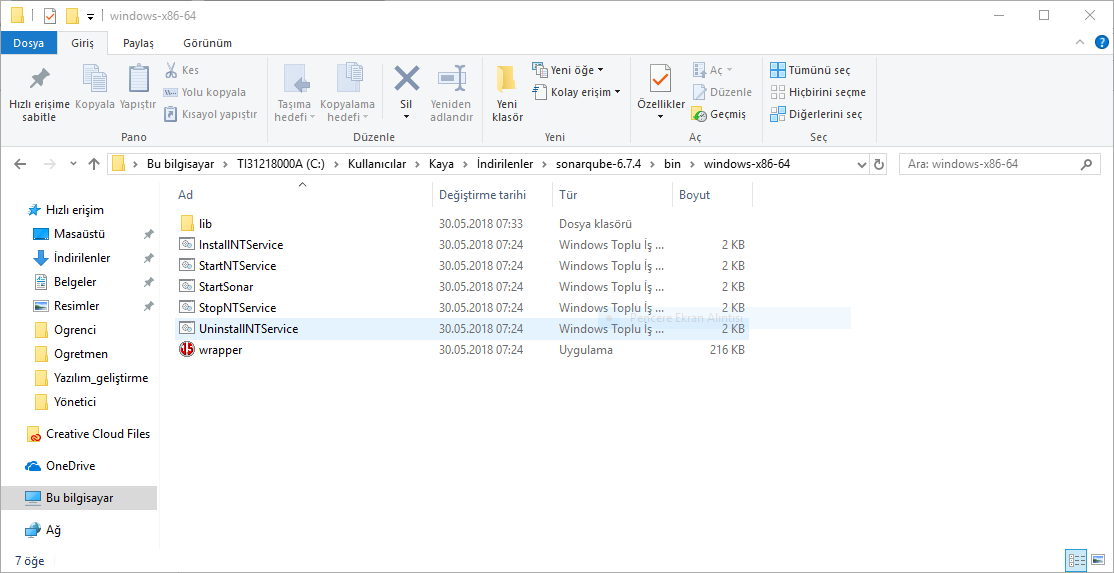 windows-x86-64
Dosya Giriş Paylaş Görünüm
Hızlı erişime sabitle
Kopyala
Yapıştır
Kes
Yolu kopyala
Kısayol yapıştır
Pano
Taşıma hedefi
Kopyalama hedefi
Sil
Yeniden adlandır
Düzenle
Yeni klasör
Yeni öğe
Kolay erişim
Yeni
Özellikler
Aç
Düzenle
Geçmiş
Aç
Tümünü seç
Hiçbirini seçme
Diğerlerini seç
Seç
Bu bilgisayar > TI31218000A (C:) > Kullanıcılar > Kaya > İndirilenler > sonarqube-6.7.4 > bin > windows-x86-64
Ara: windows-x86-64
Hızlı erişim
Masaüstü
İndirilenler
Belgeler
Resimler
Ogrenci
Ogretmen
Yazılım_geliştirme
Yönetici
Creative Cloud Files
OneDrive
Bu bilgisayar
Ağ
Ad Değiştirme tarihi Tür Boyut
lib 30.05.2018 07:33 Dosya klasörü
InstallNTService 30.05.2018 07:24 Windows Toplu İş ... 2 KB
StartNTService 30.05.2018 07:24 Windows Toplu İş ... 2 KB
StartSonar 30.05.2018 07:24 Windows Toplu İş ... 2 KB
StopNTService 30.05.2018 07:24 Windows Toplu İş ... 2 KB
Pencere Ekran Alıntısı
UninstallNTService 30.05.2018 07:24 Windows Toplu İş ... 2 KB
wrapper 30.05.2018 07:24 Uygulama 216 KB
7 öğe